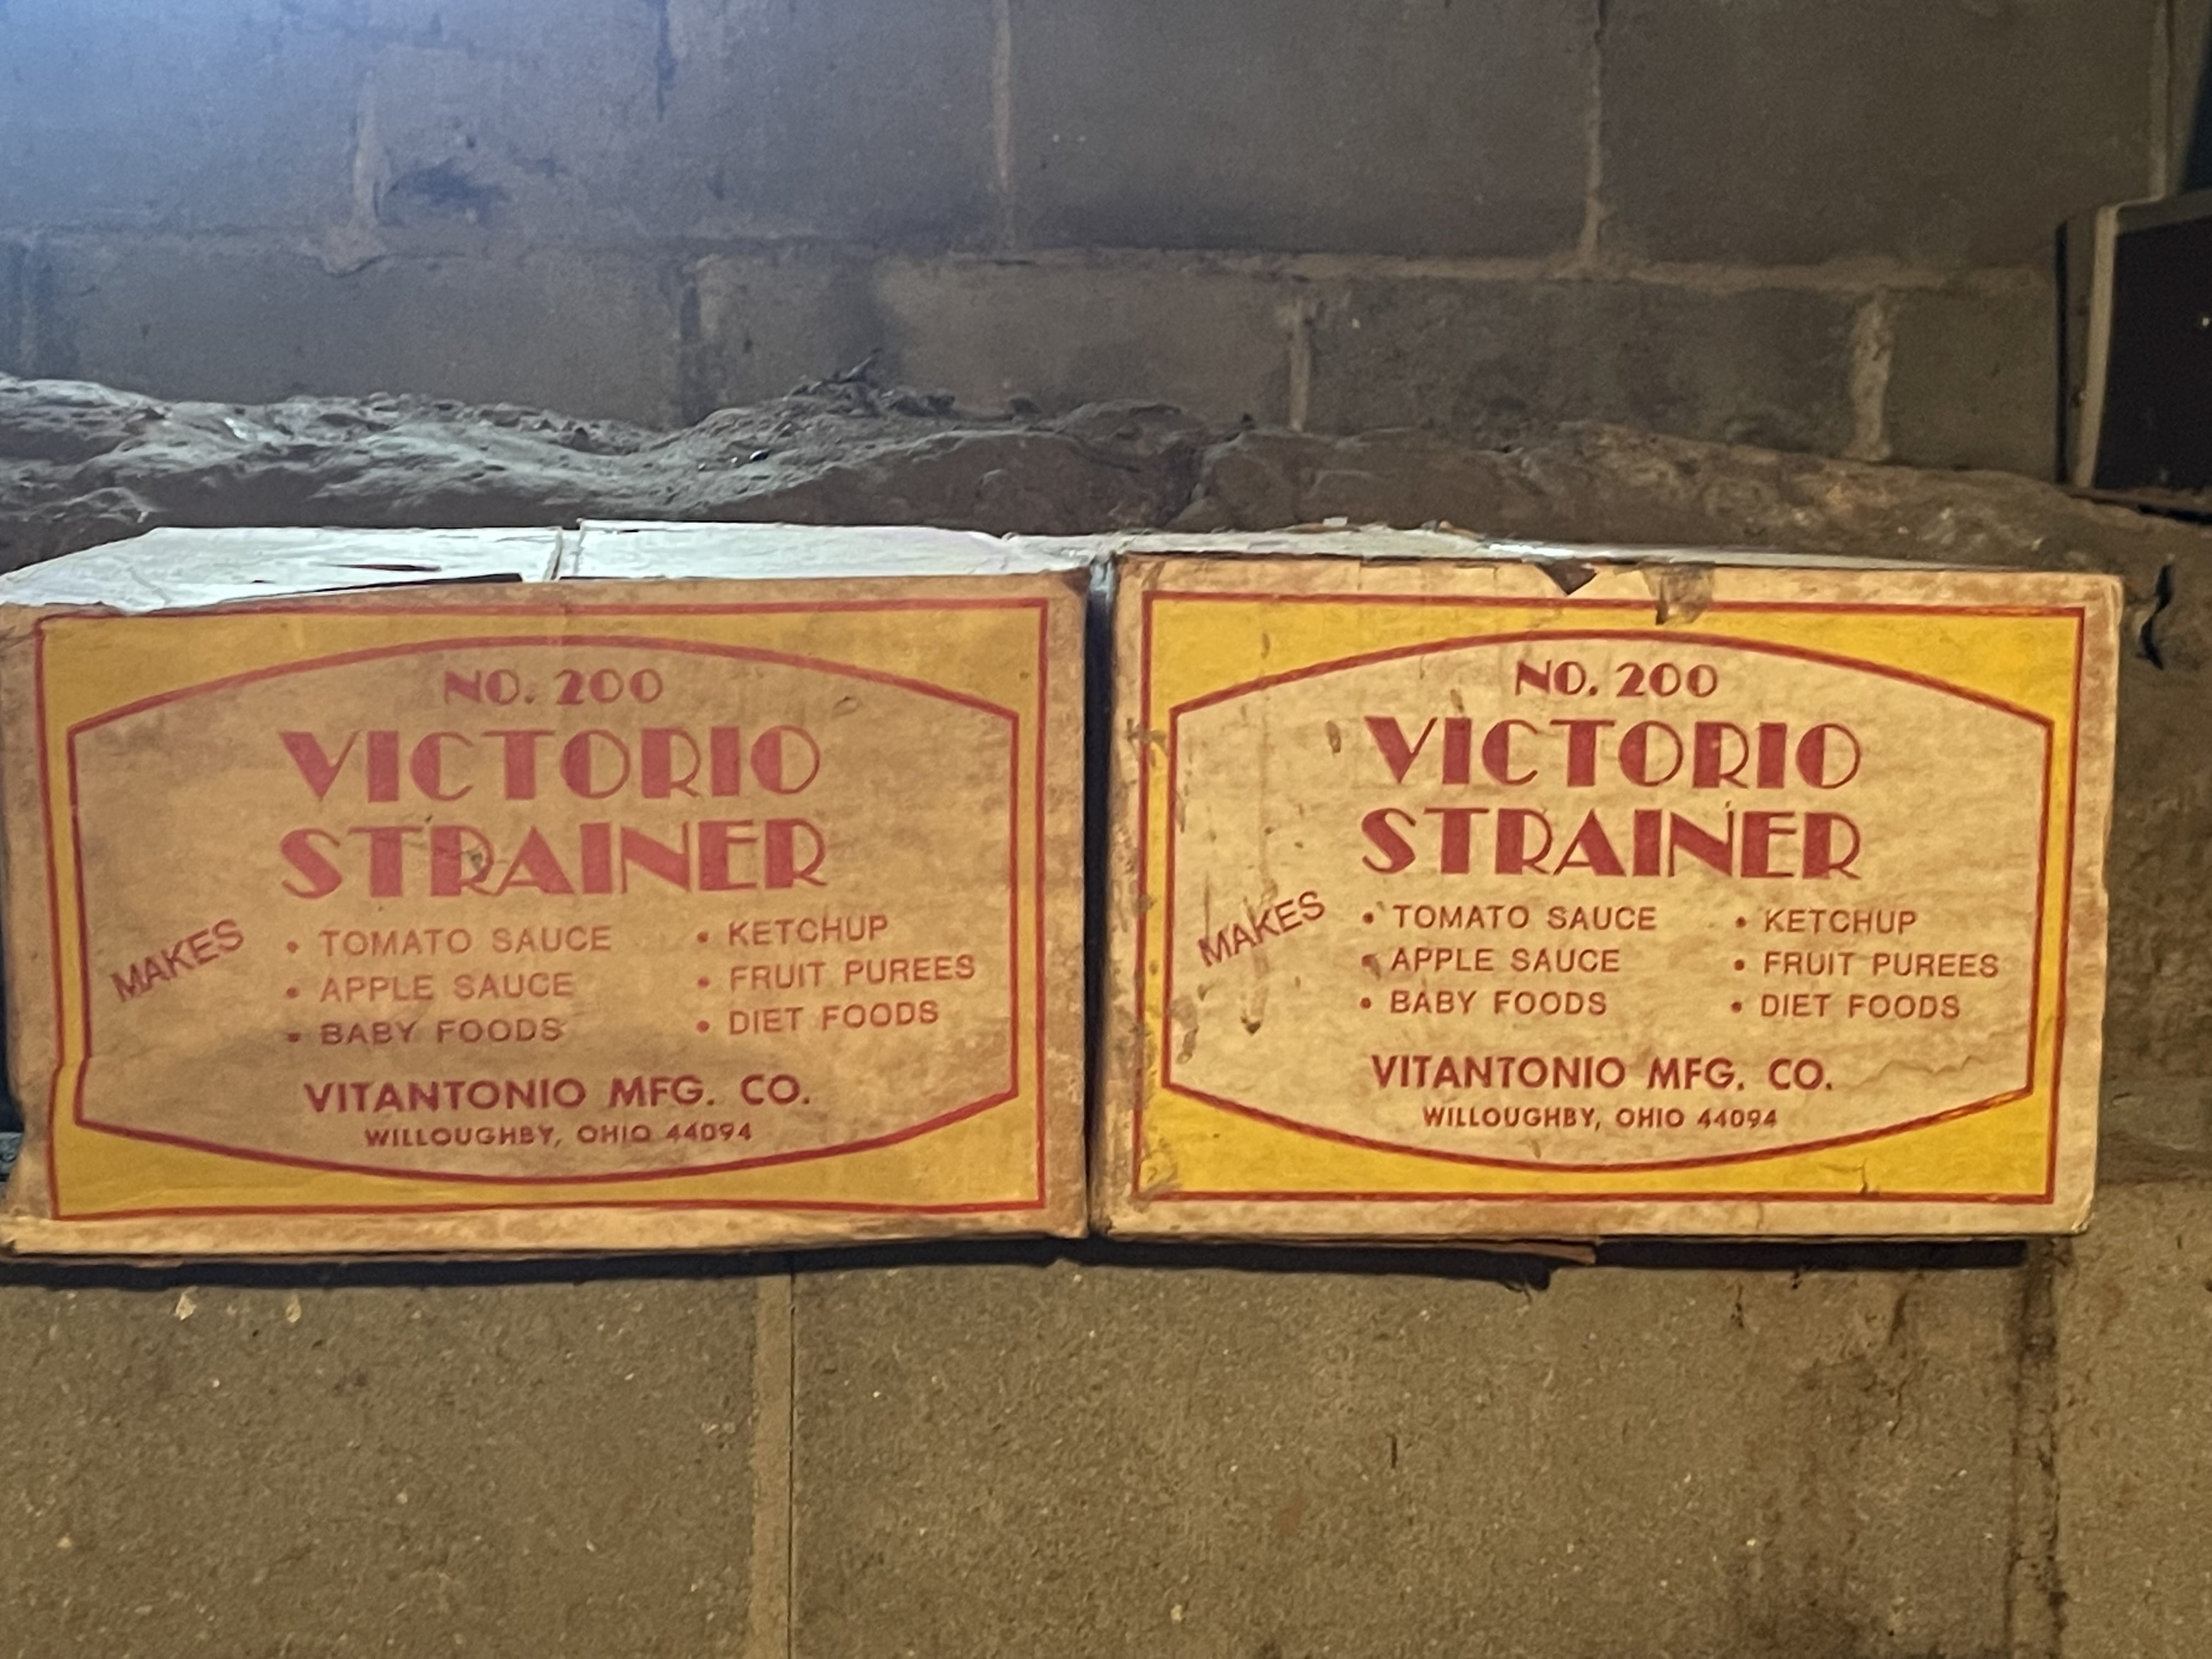 NO. 200
VICTORIO
STRAINER
MAKES
• TOMATO SAUCE
• APPLE SAUCE
• BABY FOODS
• KETCHUP
• FRUIT PUREES
• DIET FOODS
VITANTONIO MFG. CO.
WILLOUGHBY, OHIO 44094
NO. 200
VICTORIO
STRAINER
MAKES
• TOMATO SAUCE
• APPLE SAUCE
• BABY FOODS
• KETCHUP
• FRUIT PUREES
• DIET FOODS
VITANTONIO MFG. CO.
WILLOUGHBY, OHIO 44094